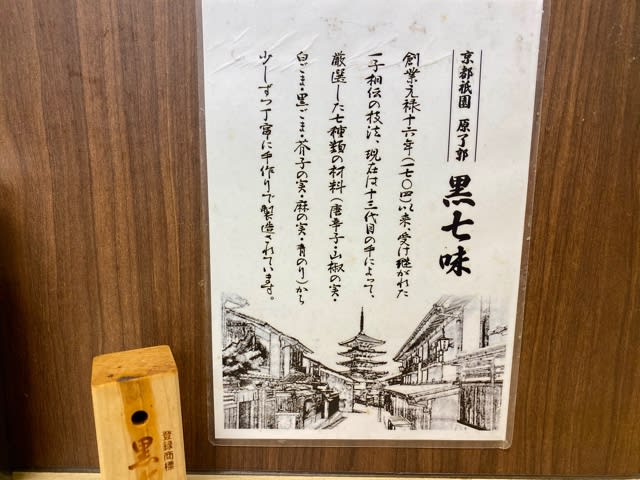 京都祇園 原了郭
黒七味
創業元禄十六年(一七〇四)以来、受け継がれた
一子相伝の技法、現在は十三代目の手によって、
厳選した七種類の材料(唐辛子・山椒の実・
白ごま・黒ごま・芥子の実・麻の実・青のり)から
少しずつ丁寧に手作りで製造されています。
登録商標
黒七